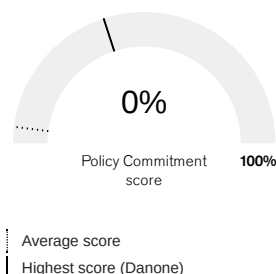 0%
Policy Commitment
score
100%
Average score
Highest score (Danone)